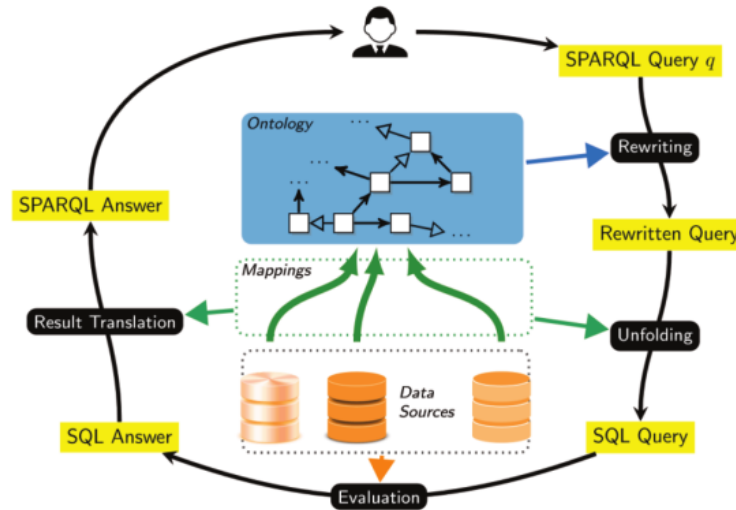 SPARQL Query q
Ontology
...
...
Rewriting
...
SPARQL Answer
...
Rewritten Query
Mappings
Result Translation
Unfolding
Data
Sources
SQL Answer
SQL Query
Evaluation